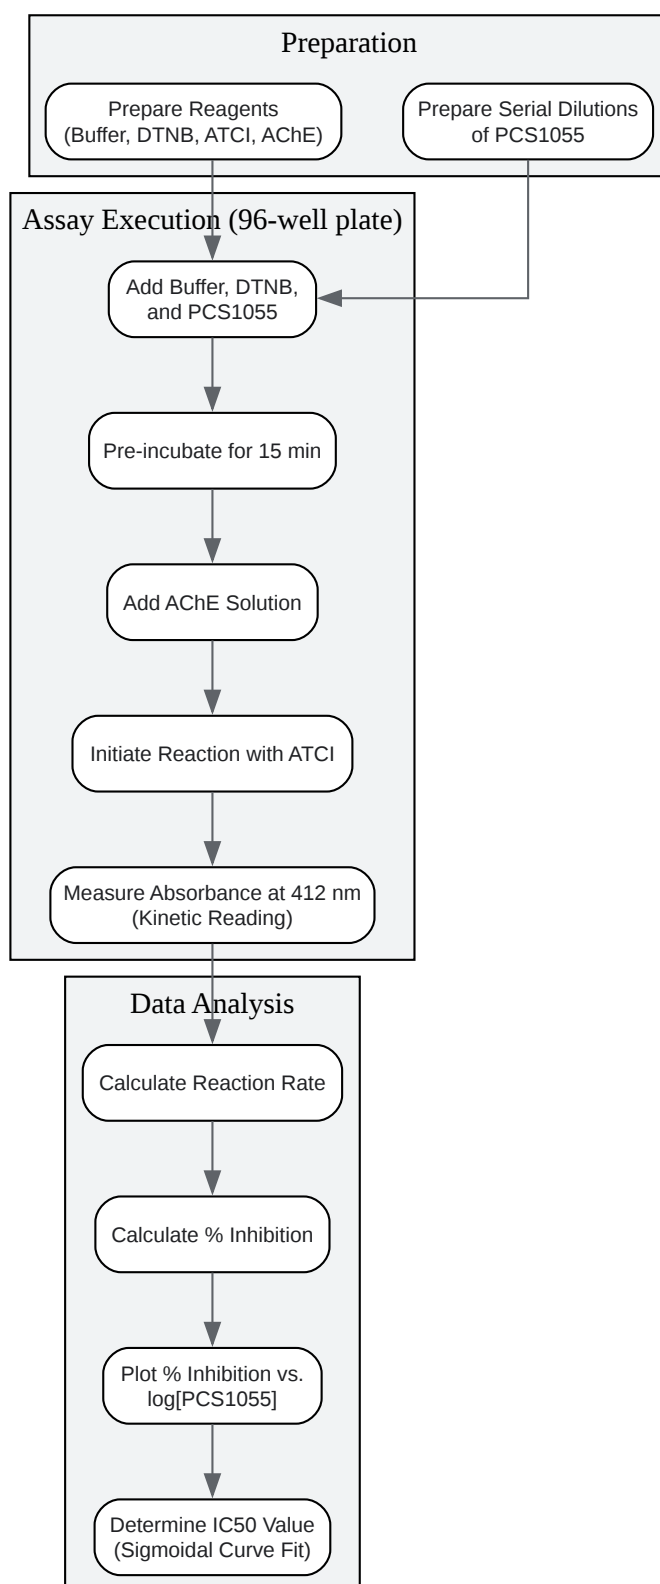 Preparation
Prepare Reagents
(Buffer, DTNB, ATCI, AChE)
Prepare Serial Dilutions
of PCS1055
Assay Execution (96-well plate)
Add Buffer, DTNB,
and PCS1055
Pre-incubate for 15 min
Add AChE Solution
Initiate Reaction with ATCI
Measure Absorbance at 412 nm
(Kinetic Reading)
Data Analysis
Calculate Reaction Rate
Calculate % Inhibition
Plot % Inhibition vs.
log[PCS1055]
Determine IC50 Value
(Sigmoidal Curve Fit)